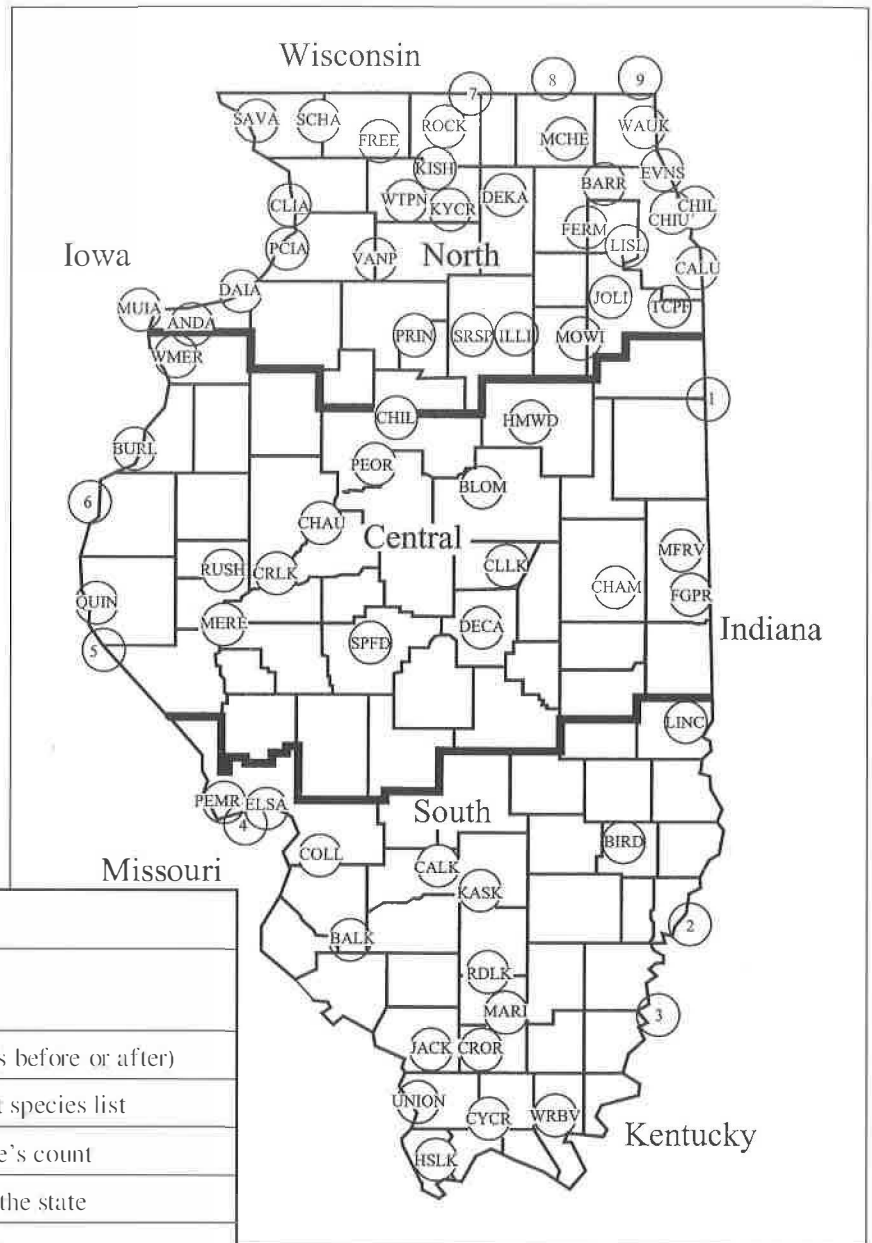 Wisconsin
7
8
9
SAVA
SCHA
FREE
ROCK
MCHE
WAUK
KISH
EVNS
BARR
CLIA
WTPN
KYCR
DEKA
CHIU
CHIL
FERM
LISL
Iowa
PCIA
VANP
North
CALU
DAIA
JOLI
TCPF
MUIA
ANDA
PRIN
SRSP
ILLI
MOWI
WMER
1
CHIL
HMWD
BURL
PEOR
BLOM
6
CHAU
Central
MFRV
RUSH
CRLK
CLLK
CHAM
FGPR
QUIN
MERE
SPFD
DECA
Indiana
5
LINC
PEMR
ELSA
4
South
BIRD
COLL
CALK
Missouri
KASK
2
BALK
RDLK
MARI
3
JACK
CROR
UNION
CYCR
WRBV
Kentucky
HSLK
s before or after)
t species list
e's count
the state